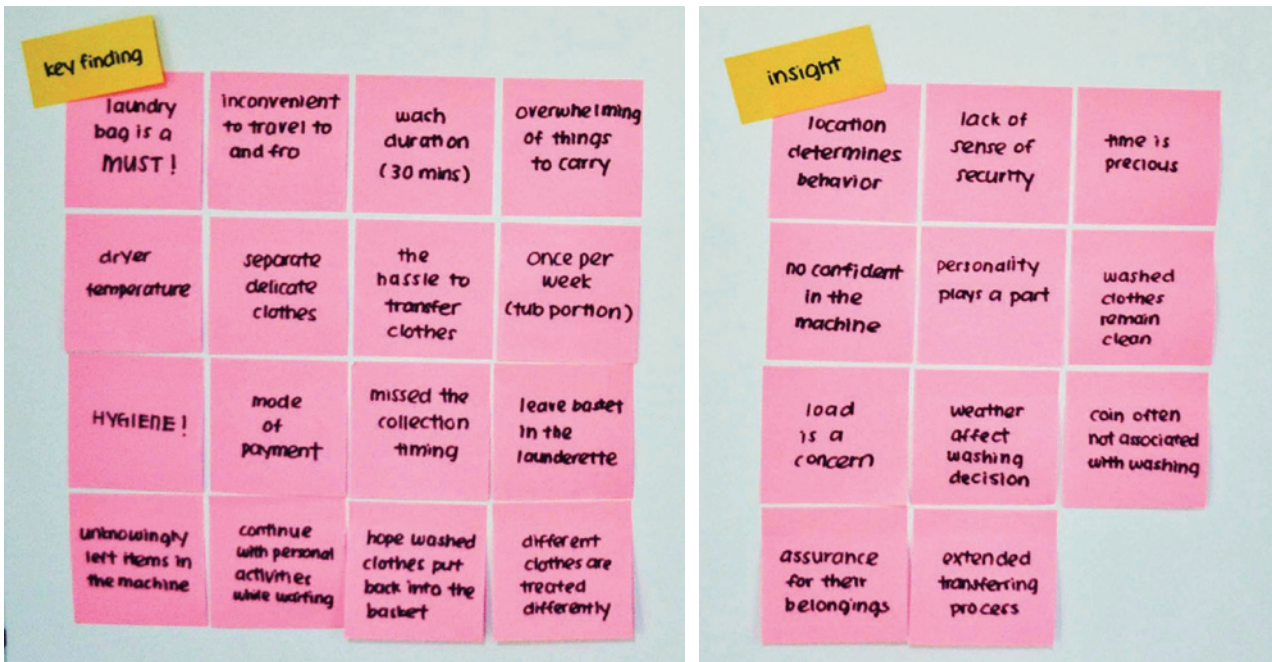 key finding
laundry
bag is a
MUST!
inconvenient
to travel to
and fro
wach
duration
(30 mins)
overwhelming
of things
to carry
dryer
temperature
separate
delicate
clothes
the
hassle to
transfer
clothes
once per
week
(tub portion)
HYGIENE!
mode
of
payment
missed the
collection
timing
leave basket
in the
launderette
unknowingly
left items in
the machine
continue
with personal
activities
while waiting
hope washed
clothes put
back into the
basket
different
clothes are
treated
differently
insight
location
determines
behavior
lack of
sense of
security
time is
precious
no confident
in the
machine
personality
plays a part
washed
clothes
remain
clean
load
is a
concern
weather
affect
washing
decision
coin often
not associated
with washing
assurance
for their
belongings
extended
transferring
process